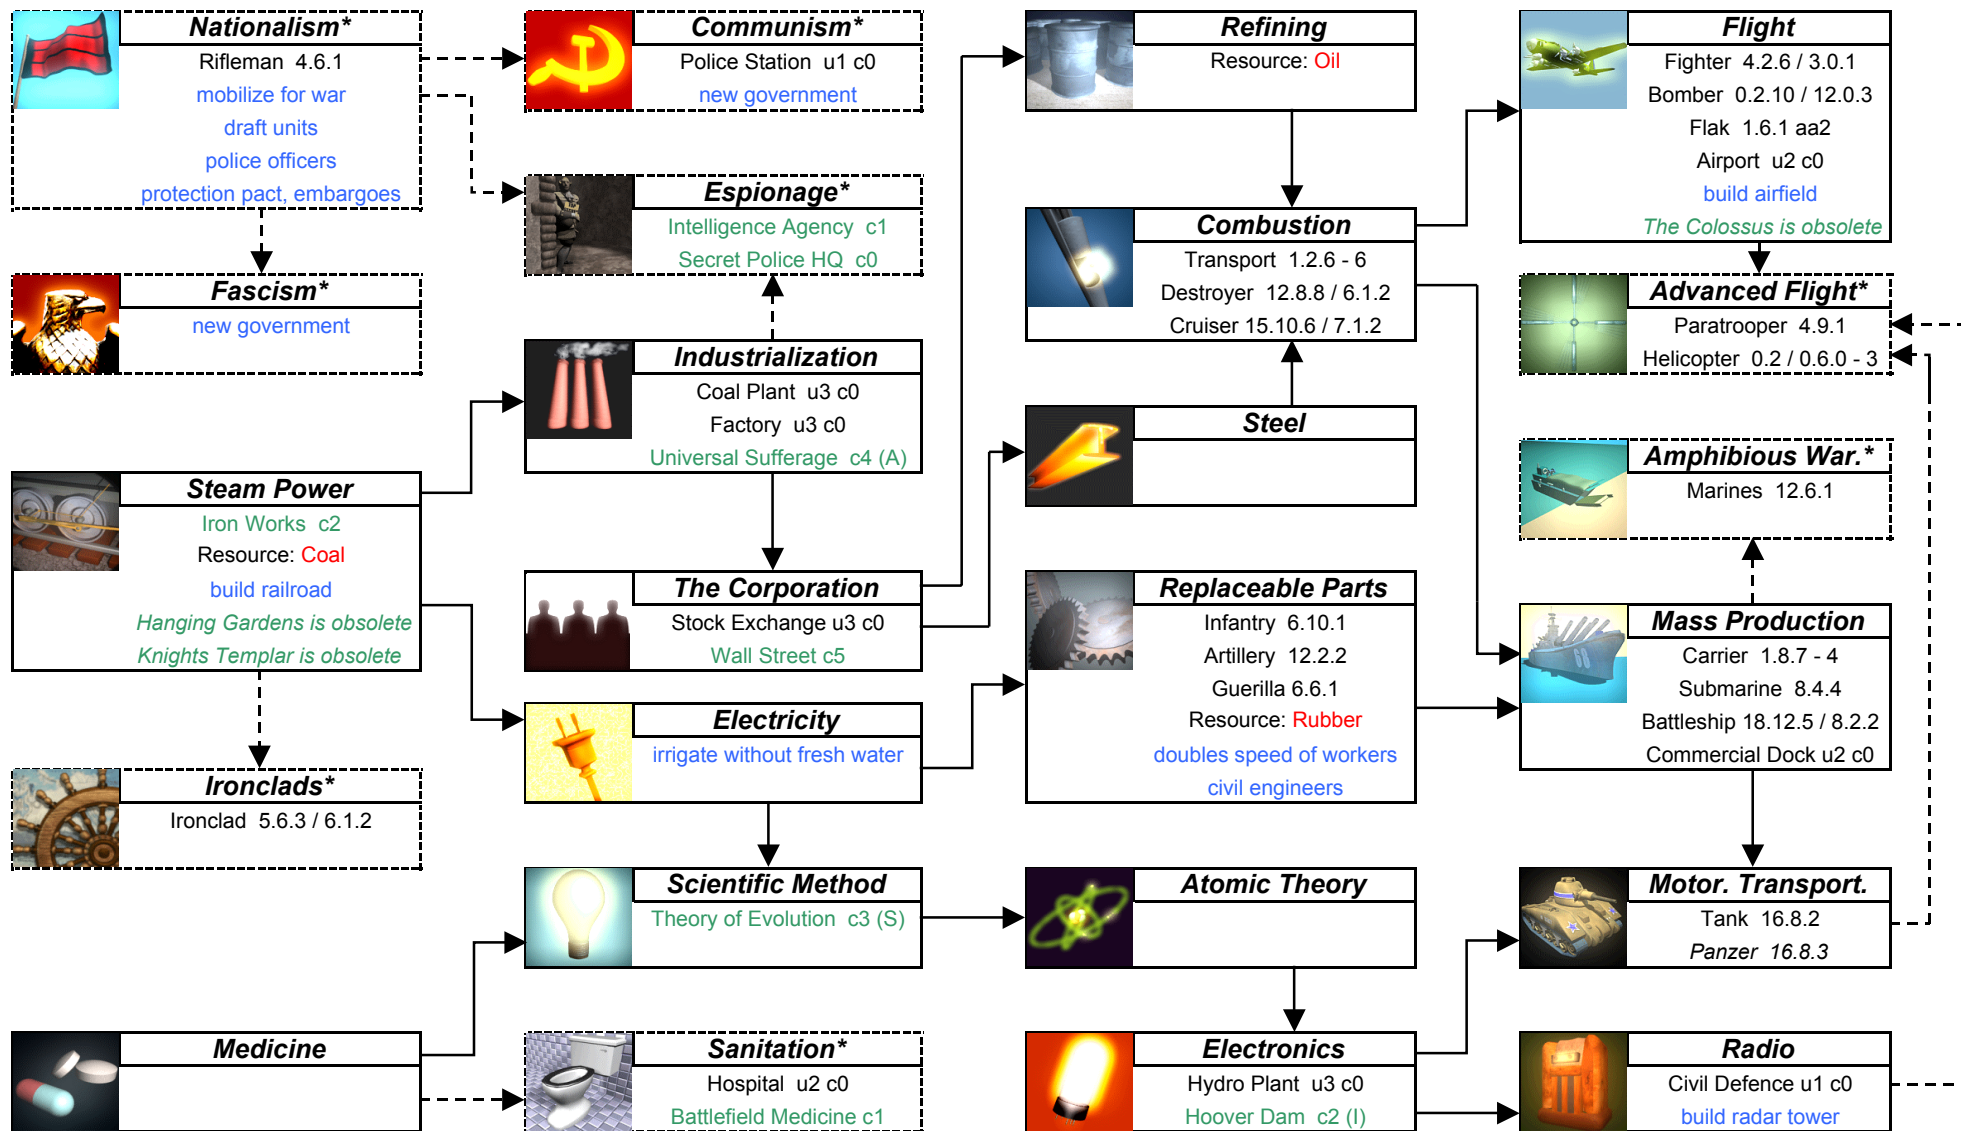 Nationalism*
Rifleman 4.6.1
mobilize for war
draft units
police officers
protection pact, embargoes
Fascism*
new government
Steam Power
Iron Works c2
Resource: Coal
build railroad
Hanging Gardens is obsolete
Knights Templar is obsolete
Ironclads*
Ironclad 5.6.3 / 6.1.2
Medicine
Communism*
Police Station u1 c0
new government
Espionage*
Intelligence Agency c1
Secret Police HQ c0
Industrialization
Coal Plant u3 c0
Factory u3 c0
Universal Sufferage c4 (A)
The Corporation
Stock Exchange u3 c0
Wall Street c5
Electricity
irrigate without fresh water
Scientific Method
Theory of Evolution c3 (S)
Sanitation*
Hospital u2 c0
Battlefield Medicine c1
Refining
Resource: Oil
Combustion
Transport 1.2.6 - 6
Destroyer 12.8.8 / 6.1.2
Cruiser 15.10.6 / 7.1.2
Steel
Replaceable Parts
Infantry 6.10.1
Artillery 12.2.2
Guerilla 6.6.1
Resource: Rubber
doubles speed of workers
civil engineers
Atomic Theory
Electronics
Hydro Plant u3 c0
Hoover Dam c2 (I)
Flight
Fighter 4.2.6 / 3.0.1
Bomber 0.2.10 / 12.0.3
Flak 1.6.1 aa2
Airport u2 c0
build airfield
The Colossus is obsolete
Advanced Flight*
Paratrooper 4.9.1
Helicopter 0.2 / 0.6.0 - 3
Amphibious War.*
Marines 12.6.1
Mass Production
Carrier 1.8.7 - 4
Submarine 8.4.4
Battleship 18.12.5 / 8.2.2
Commercial Dock u2 c0
Motor. Transport.
Tank 16.8.2
Panzer 16.8.3
Radio
Civil Defence u1 c0
build radar tower